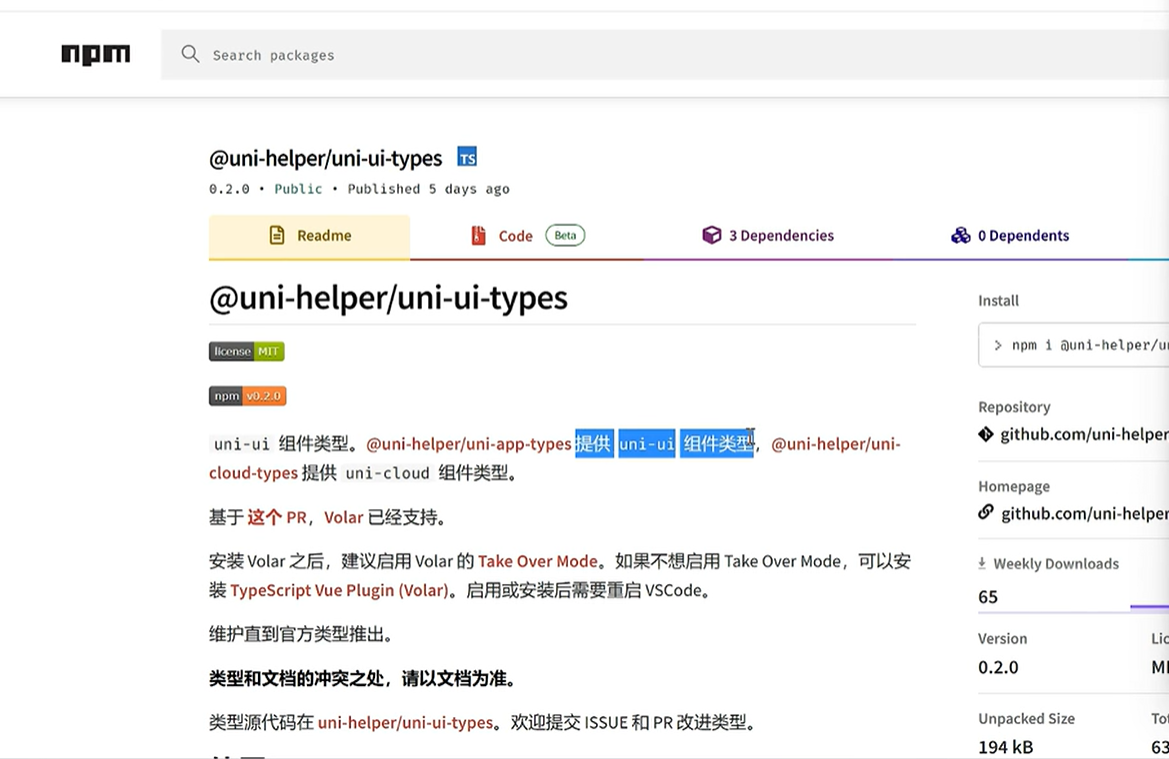 npm
Search packages
@uni-helper/uni-ui-types TS
0.2.0 • Public • Published 5 days ago
Readme
Code Beta
3 Dependencies
0 Dependents
@uni-helper/uni-ui-types
license MIT
npm v0.2.0
uni-ui 组件类型。@uni-helper/uni-app-types 提供 uni-ui 组件类型，@uni-helper/uni-
cloud-types 提供 uni-cloud 组件类型。
基于 这个 PR，Volar 已经支持。
安装 Volar 之后，建议启用 Volar 的 Take Over Mode。如果不想启用 Take Over Mode，可以安
装 TypeScript Vue Plugin (Volar)。启用或安装后需要重启 VSCode。
维护直到官方类型推出。
类型和文档的冲突之处，请以文档为准。
类型源代码在 uni-helper/uni-ui-types。欢迎提交 ISSUE 和 PR 改进类型。
Install
> npm i @uni-helper/u
Repository
github.com/uni-helper
Homepage
github.com/uni-helper
Weekly Downloads
65
Version
Lic
0.2.0
MI
Unpacked Size
Tot
194 kB
63